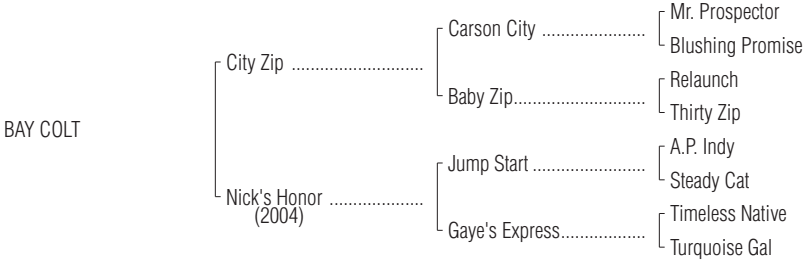 Mr. Prospector
Carson City ......................
Blushing Promise
City Zip ............................
Relaunch
Baby Zip............................
Thirty Zip
BAY COLT
A.P. Indy
Jump Start ........................
Steady Cat
Nick's Honor ....................
(2004)
Timeless Native
Gaye's Express..................
Turquoise Gal